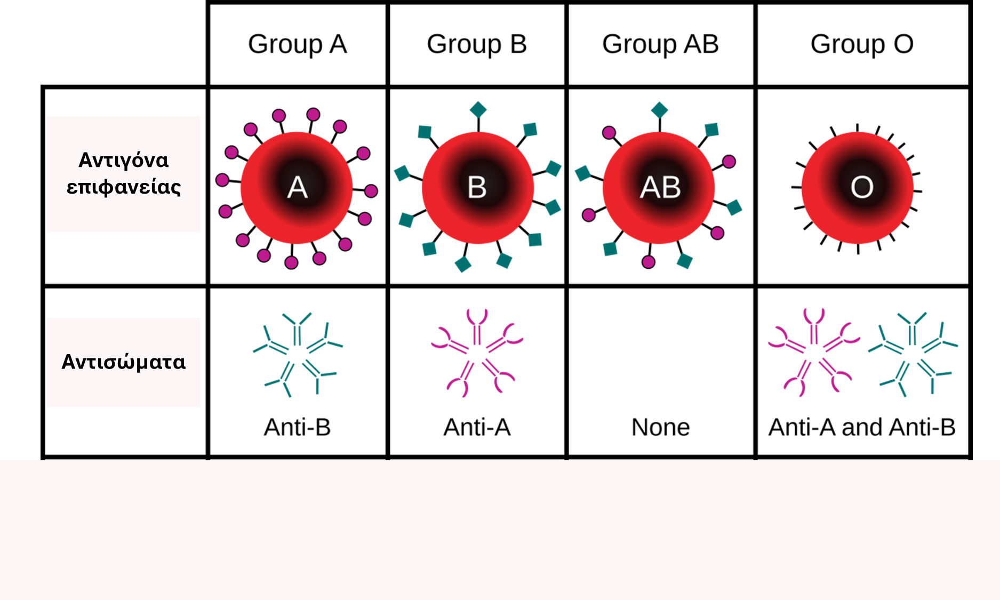 Group A
Group B
Group AB
Group O
Αντιγόνα
επιφανείας
A
B
AB
O
Αντισώματα
Anti-B
Anti-A
None
Anti-A and Anti-B